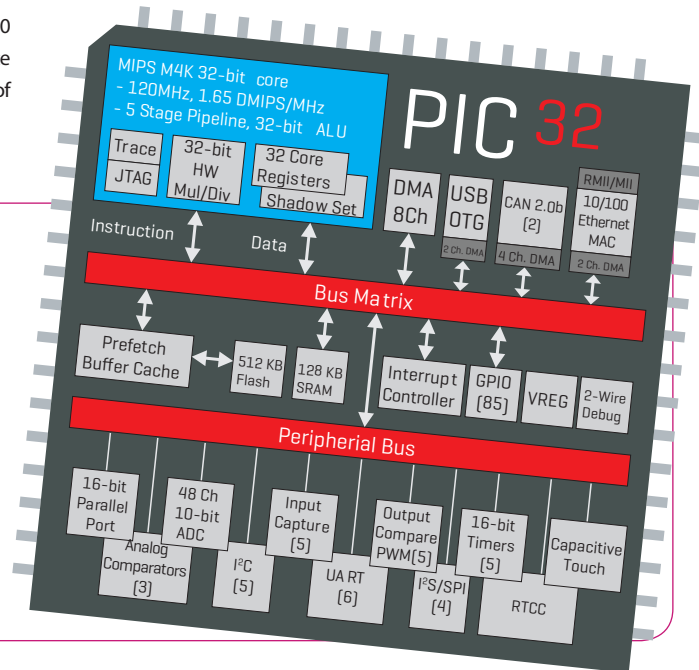 0
e
of
MIPS M4K 32-bit core
- 120MHz, 1.65 DMIPS/MHz
- 5 Stage Pipeline, 32-bit ALU
Trace
JTAG
32-bit
HW
Mul/Div
32 Core
Registers
Shadow Set
PIC 32
DMA
8Ch
USB
OTG
2 Ch. DMA
CAN 2.0b
(2)
4 Ch. DMA
RMII/MII
10/100
Ethernet
MAC
2 Ch. DMA
Instruction
Data
Bus Matrix
Prefetch
Buffer Cache
512 KB
Flash
128 KB
SRAM
Interrupt
Controller
GPIO
(85)
VREG
2-Wire
Debug
Peripherial Bus
16-bit
Parallel
Port
Analog
Comparators
(3)
48 Ch
10-bit
ADC
I²C
(5)
Input
Capture
(5)
UA RT
(6)
Output
Compare
PWM(5)
I²S/SPI
(4)
16-bit
Timers
(5)
RTCC
Capacitive
Touch